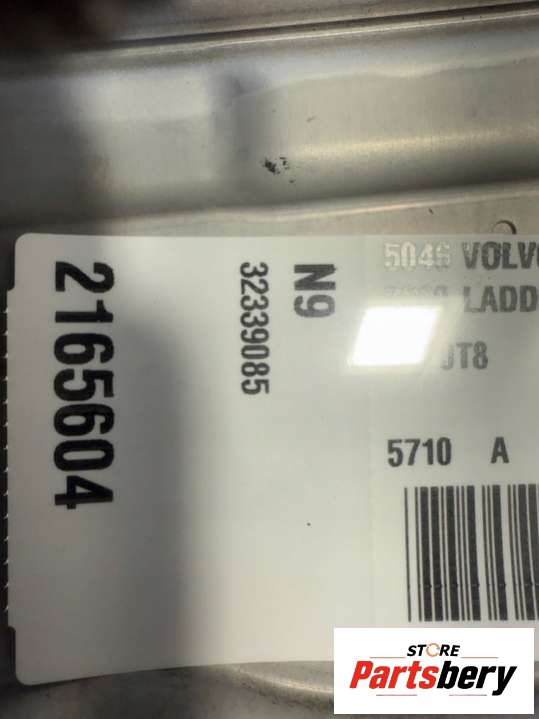 2165604
32339085
N9
5046 VOLVO
LADD
JT8
5710 A
STORE
Partsbery